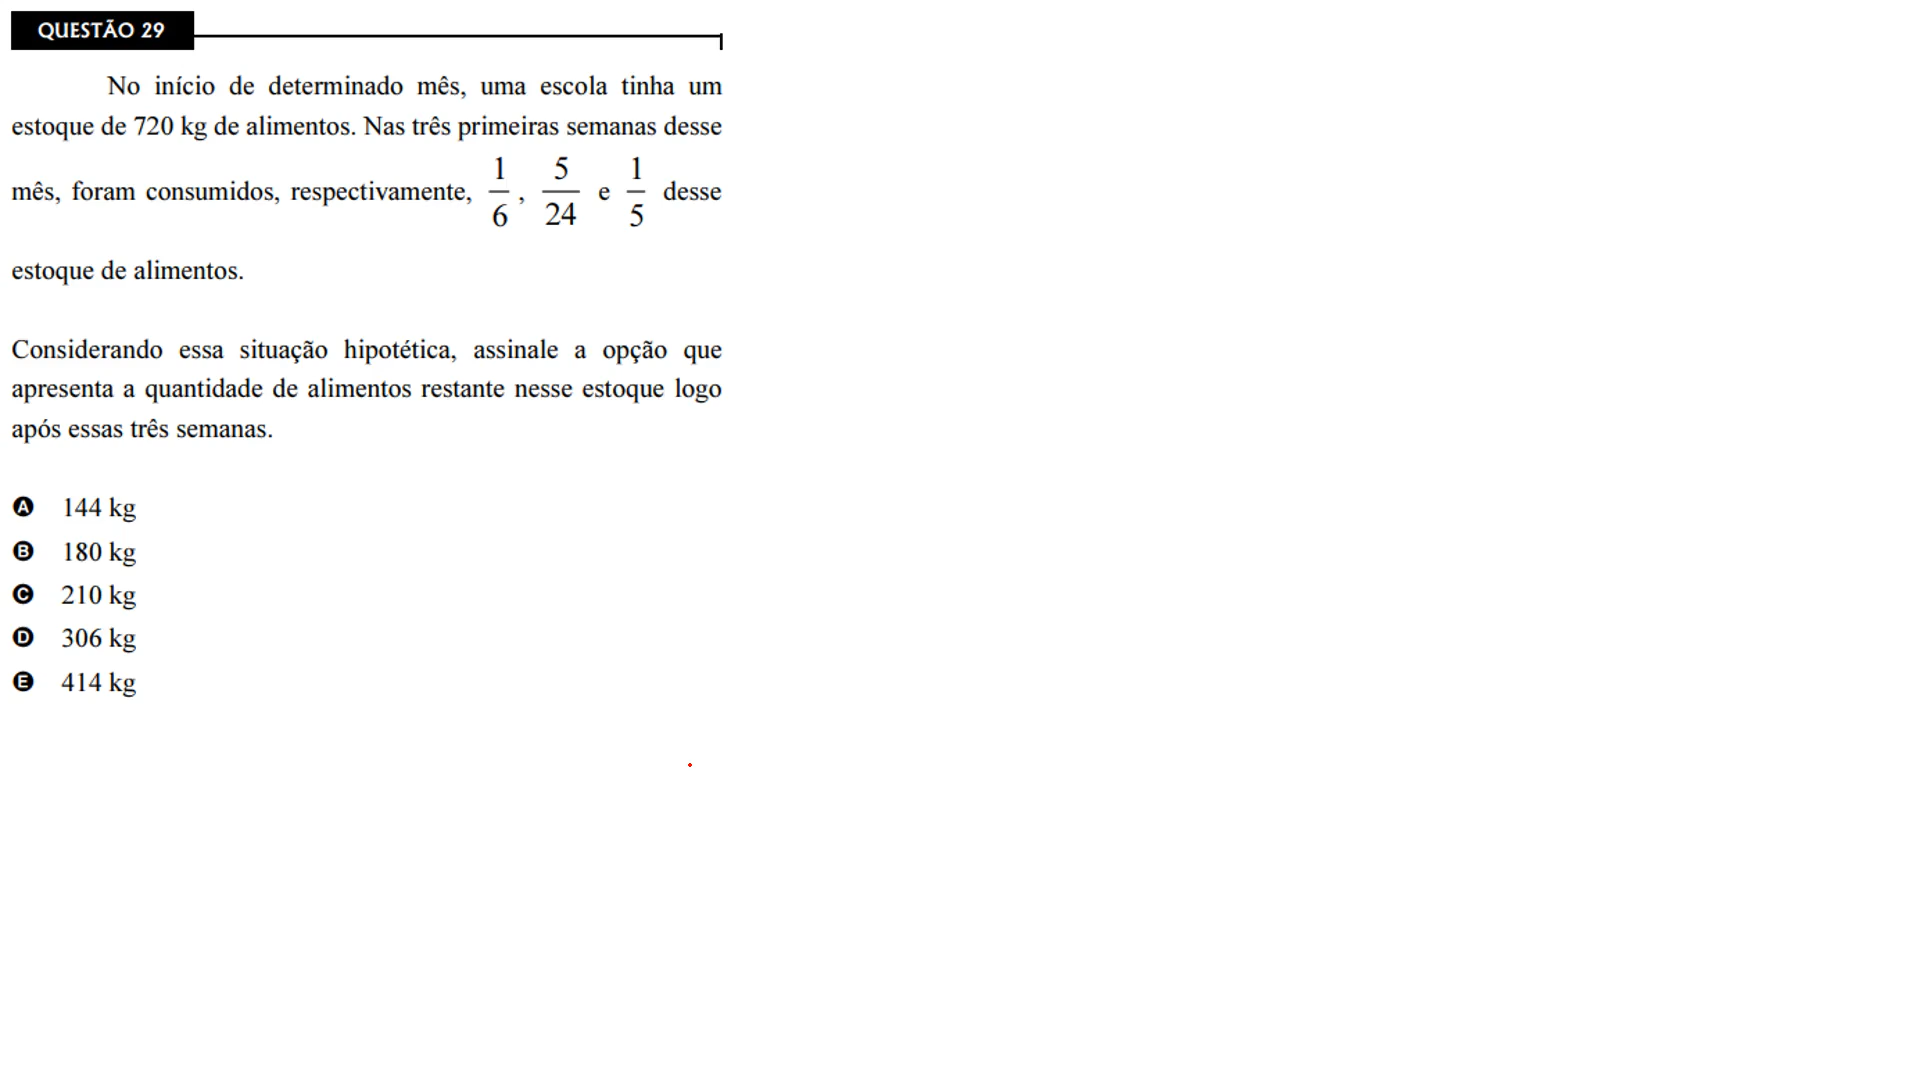 QUESTÃO 29
No início de determinado mês, uma escola tinha um
estoque de 720 kg de alimentos. Nas três primeiras semanas desse
mês, foram consumidos, respectivamente, 1/6, 5/24 e 1/5 desse
estoque de alimentos.
Considerando essa situação hipotética, assinale a opção que
apresenta a quantidade de alimentos restante nesse estoque logo
após essas três semanas.
A 144 kg
B 180 kg
C 210 kg
D 306 kg
E 414 kg